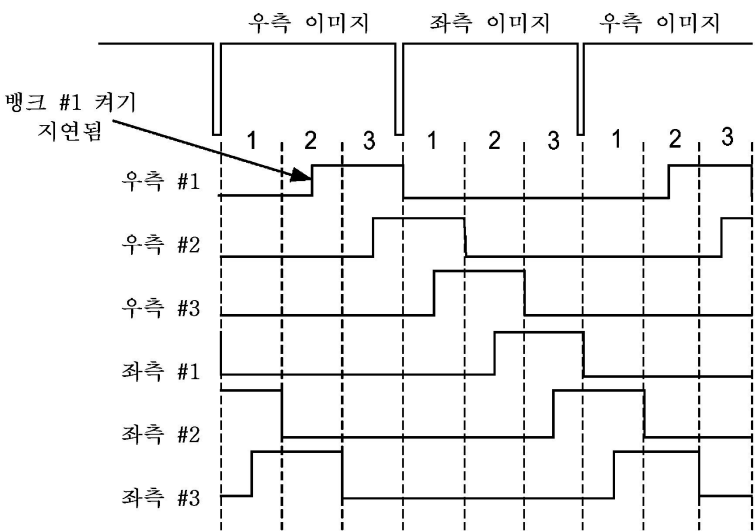 우측 이미지 좌측 이미지 우측 이미지
뱅크 #1 켜기
지연됨
1 2 3 1 2 3 1 2 3
우측 #1
우측 #2
우측 #3
좌측 #1
좌측 #2
좌측 #3